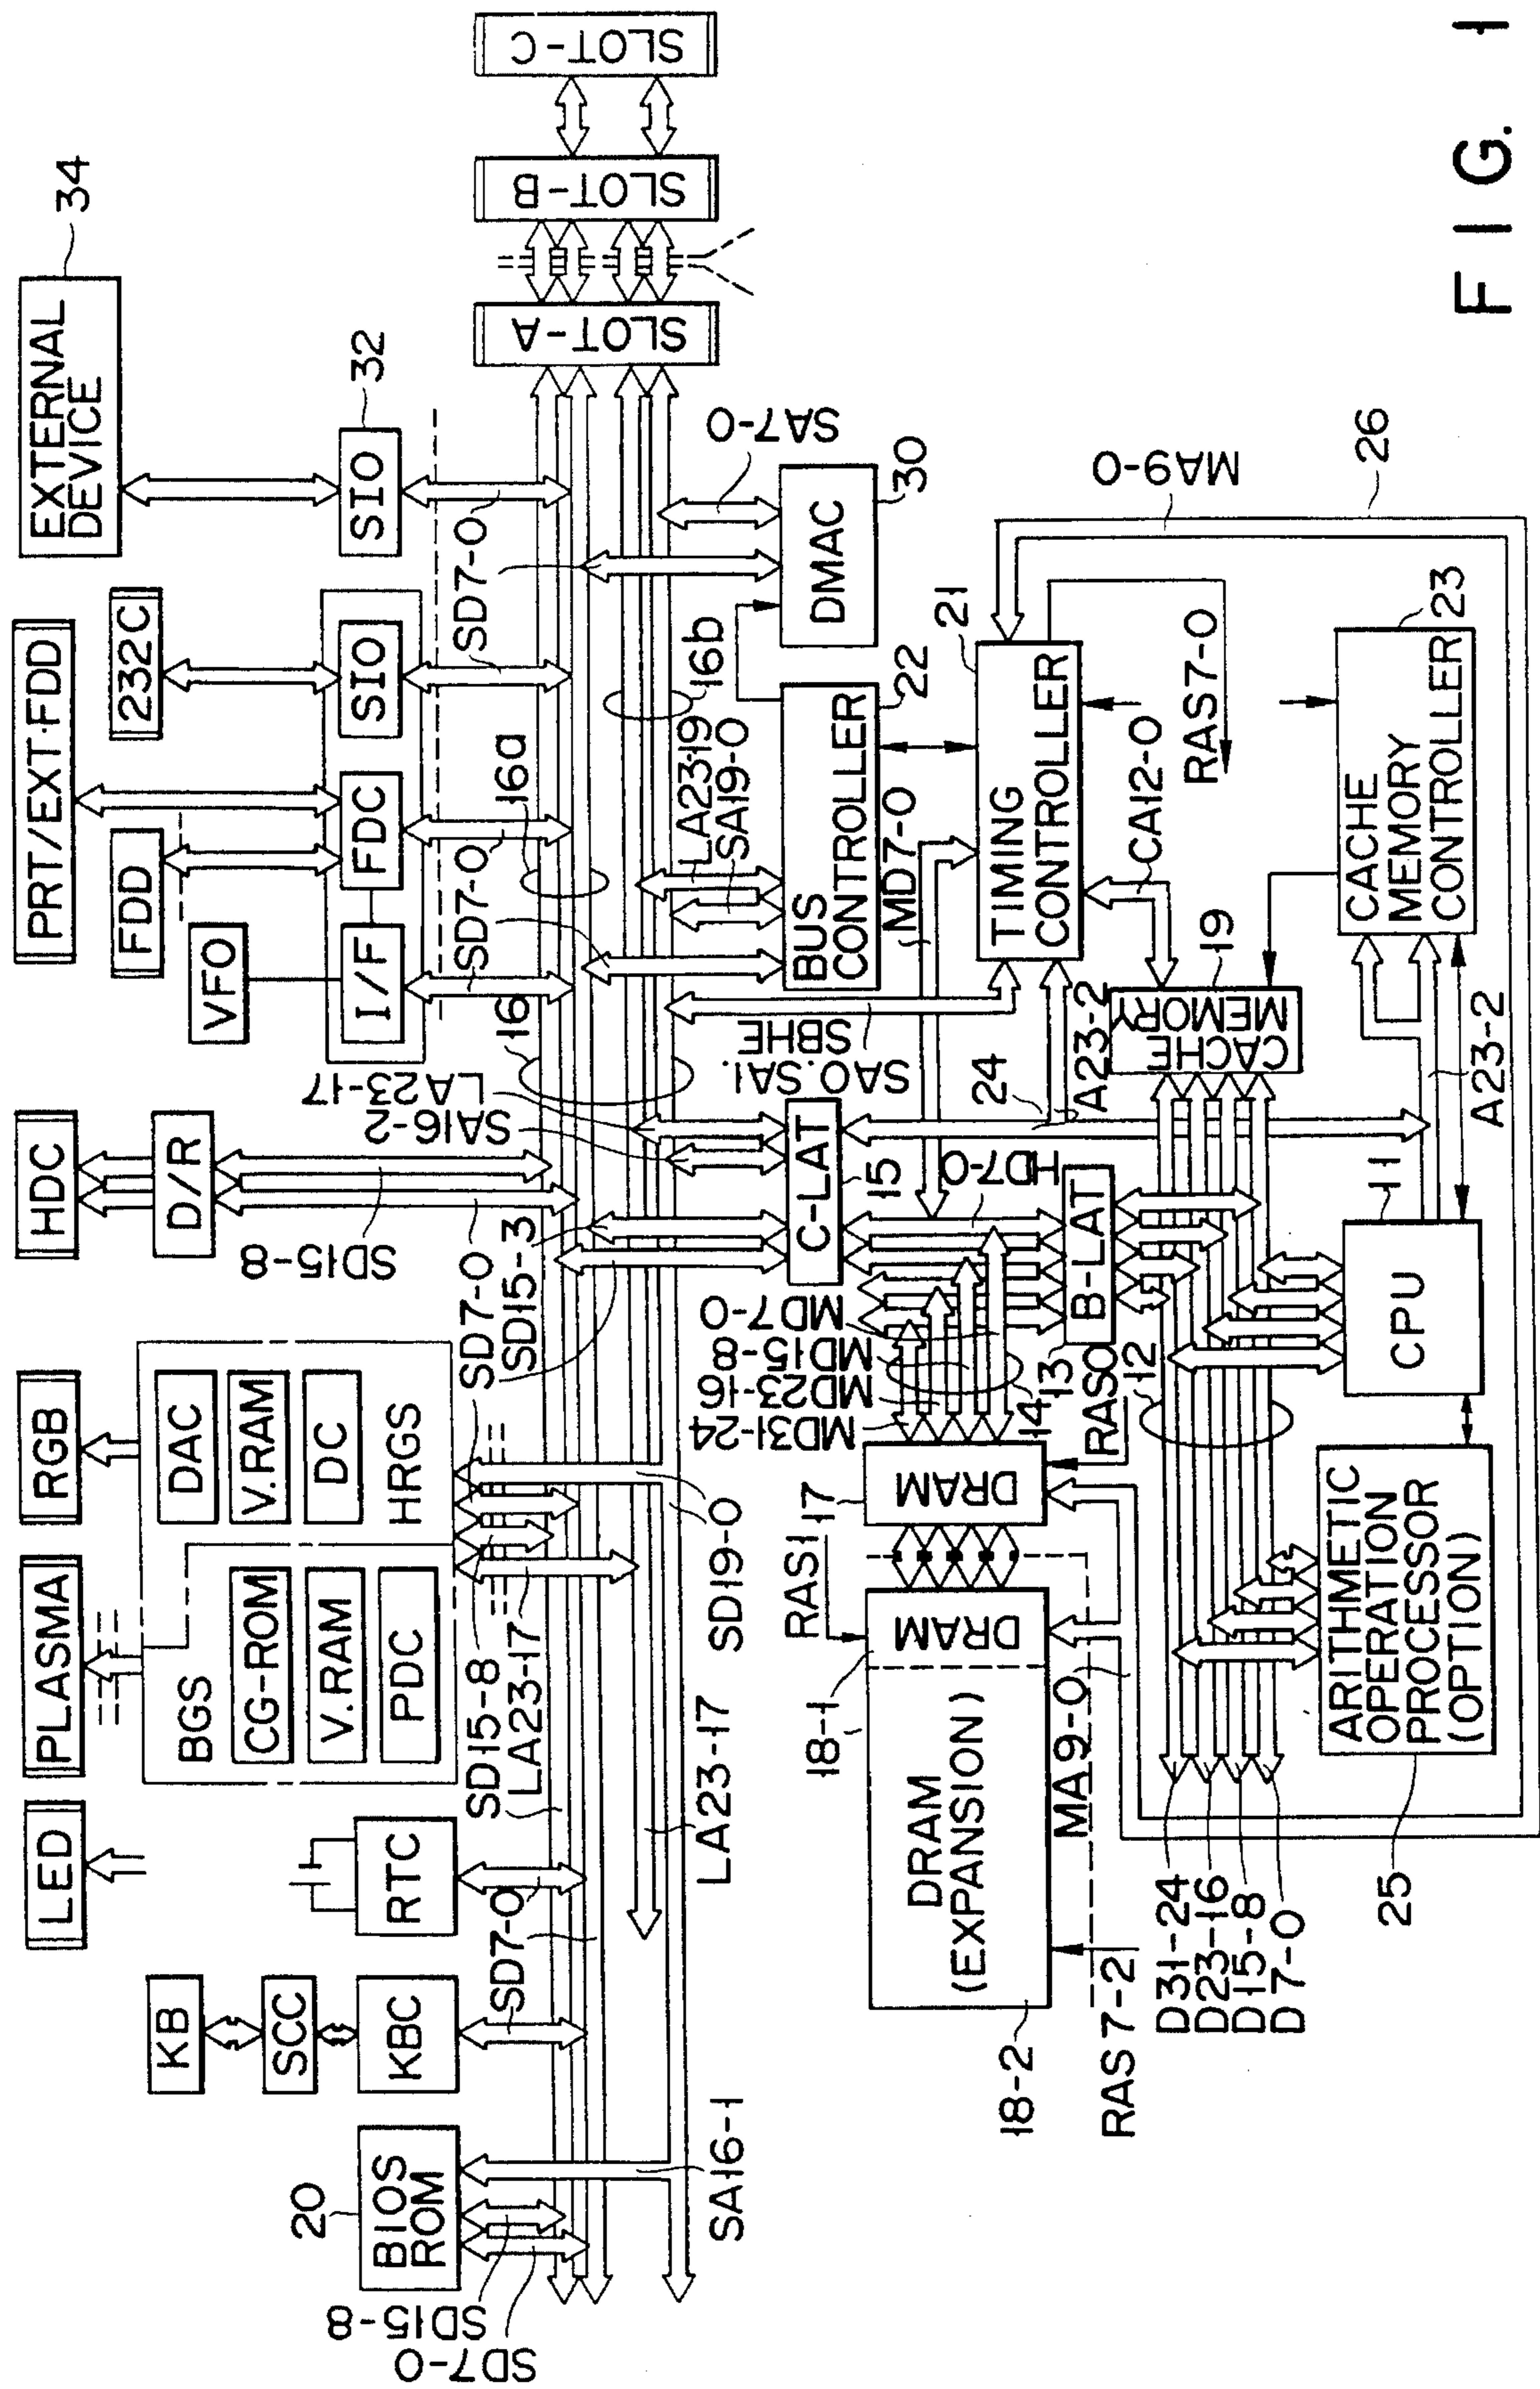 PRT/EXT·FDD
EXTERNAL
DEVICE
34
LED
PLASMA
RGB
HDC
FDD
232C
KB
SCC
KBC
RTC
BGS
CG-ROM
V.RAM
PDC
DAC
V.RAM
DC
HRGS
D/R
VFO
I/F
FDC
SIO
SIO
32
20
BIOS
ROM
SD7-0
SD15-8
SD7-0
SD15-8
LA23-17
SD7-0
SD15-3
SD15-8
SA16-2
LA23-17
16
SD7-0
16a
SD7-0
SLOT-A
SLOT-B
SLOT-C
SA16-1
LA23-17
SD19-0
LA23-19
SA19-0
16b
SA7-0
C-LAT
15
SA0.SA1.
SBHE
BUS
CONTROLLER
22
DMAC
30
18-1
RAS1
17
DRAM
(EXPANSION)
DRAM
DRAM
MD31-24
MD23-16
MD15-8
MD7-0
14
13
B-LAT
HD7-0
24
A23-2
MD7-0
TIMING
CONTROLLER
21
MA9-0
26
18-2
RAS7-2
MA9-0
RAS0
12
CACHE
MEMORY
19
CA12-0
RAS7-0
D31-24
D23-16
D15-8
D7-0
25
ARITHMETIC
OPERATION
PROCESSOR
(OPTION)
CPU
11
A23-2
CACHE
MEMORY
CONTROLLER
23
FIG. 1